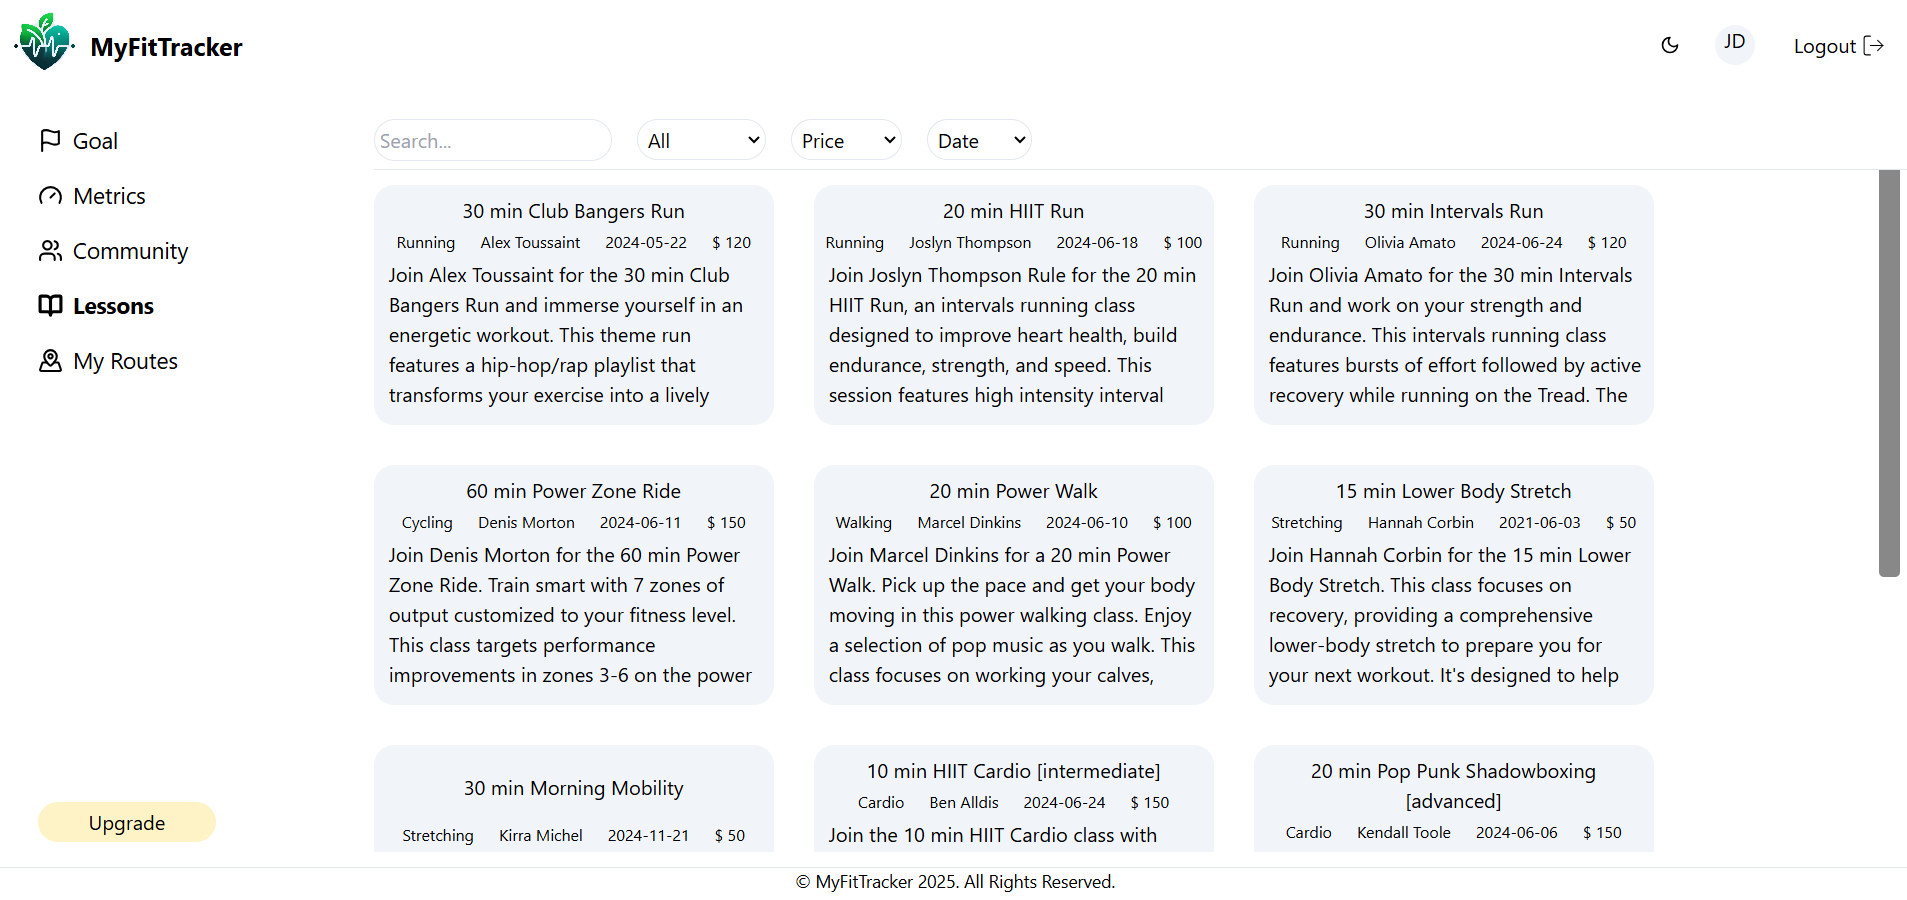 MyFitTracker
JD
Logout
Goal
Metrics
Community
Lessons
My Routes
Upgrade
Search...
All
Price
Date
30 min Club Bangers Run
Running Alex Toussaint 2024-05-22 $ 120
Join Alex Toussaint for the 30 min Club
Bangers Run and immerse yourself in an
energetic workout. This theme run
features a hip-hop/rap playlist that
transforms your exercise into a lively
20 min HIIT Run
Running Joslyn Thompson 2024-06-18 $ 100
Join Joslyn Thompson Rule for the 20 min
HIIT Run, an intervals running class
designed to improve heart health, build
endurance, strength, and speed. This
session features high intensity interval
30 min Intervals Run
Running Olivia Amato 2024-06-24 $ 120
Join Olivia Amato for the 30 min Intervals
Run and work on your strength and
endurance. This intervals running class
features bursts of effort followed by active
recovery while running on the Tread. The
60 min Power Zone Ride
Cycling Denis Morton 2024-06-11 $ 150
Join Denis Morton for the 60 min Power
Zone Ride. Train smart with 7 zones of
output customized to your fitness level.
This class targets performance
improvements in zones 3-6 on the power
20 min Power Walk
Walking Marcel Dinkins 2024-06-10 $ 100
Join Marcel Dinkins for a 20 min Power
Walk. Pick up the pace and get your body
moving in this power walking class. Enjoy
a selection of pop music as you walk. This
class focuses on working your calves,
15 min Lower Body Stretch
Stretching Hannah Corbin 2021-06-03 $ 50
Join Hannah Corbin for the 15 min Lower
Body Stretch. This class focuses on
recovery, providing a comprehensive
lower-body stretch to prepare you for
your next workout. It's designed to help
30 min Morning Mobility
Stretching Kirra Michel 2024-11-21 $ 50
10 min HIIT Cardio [intermediate]
Cardio Ben Alldis 2024-06-24 $ 150
Join the 10 min HIIT Cardio class with
20 min Pop Punk Shadowboxing
[advanced]
Cardio Kendall Toole 2024-06-06 $ 150
© MyFitTracker 2025. All Rights Reserved.